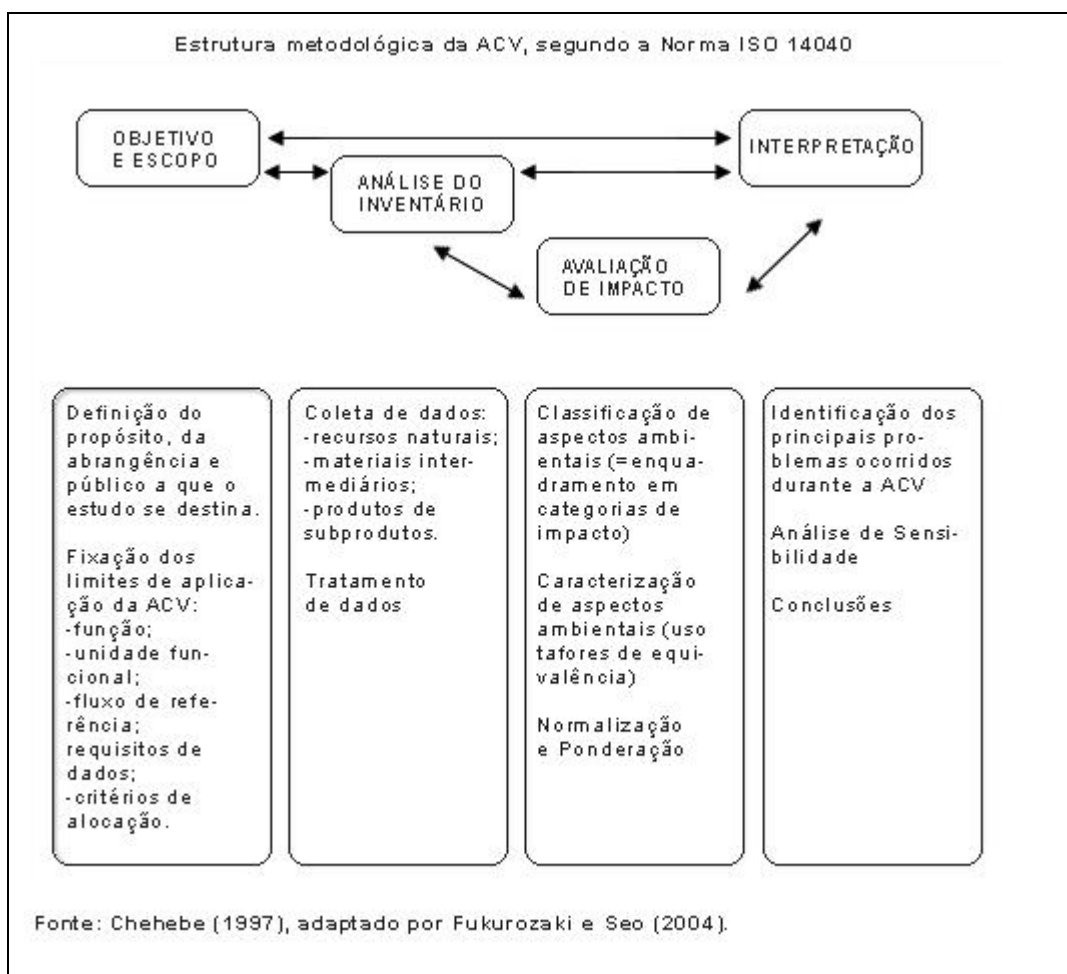 Estrutura metodológica da ACV, segundo a Norma ISO 14040
OBJETIVO
E ESCOPO
INTERPRETAÇÃO
ANÁLISE DO
INVENTÁRIO
AVALIAÇÃO
DE IMPACTO
Definição do
propósito, da
abrangência e
público a que o
estudo se destina.
Fixação dos
limites de aplica-
ção da ACV:
-função;
-unidade fun-
cional;
-fluxo de refe-
rência;
requisitos de
dados;
-critérios de
alocação.
Coleta de dados:
-recursos naturais;
-materiais inter-
mediários;
-produtos de
subprodutos.
Tratamento
de dados
Classificação de
aspectos ambi-
entais (=enqua-
dramento em
categorias de
impacto)
Caracterização
de aspectos
ambientais (uso
tafores de equi-
valência)
Normalização
e Ponderação
Identificação dos
principais pro-
blemas ocorridos
durante a ACV
Análise de Sensi-
bilidade
Conclusões
Fonte: Chehebe (1997), adaptado por Fukurozaki e Seo (2004).